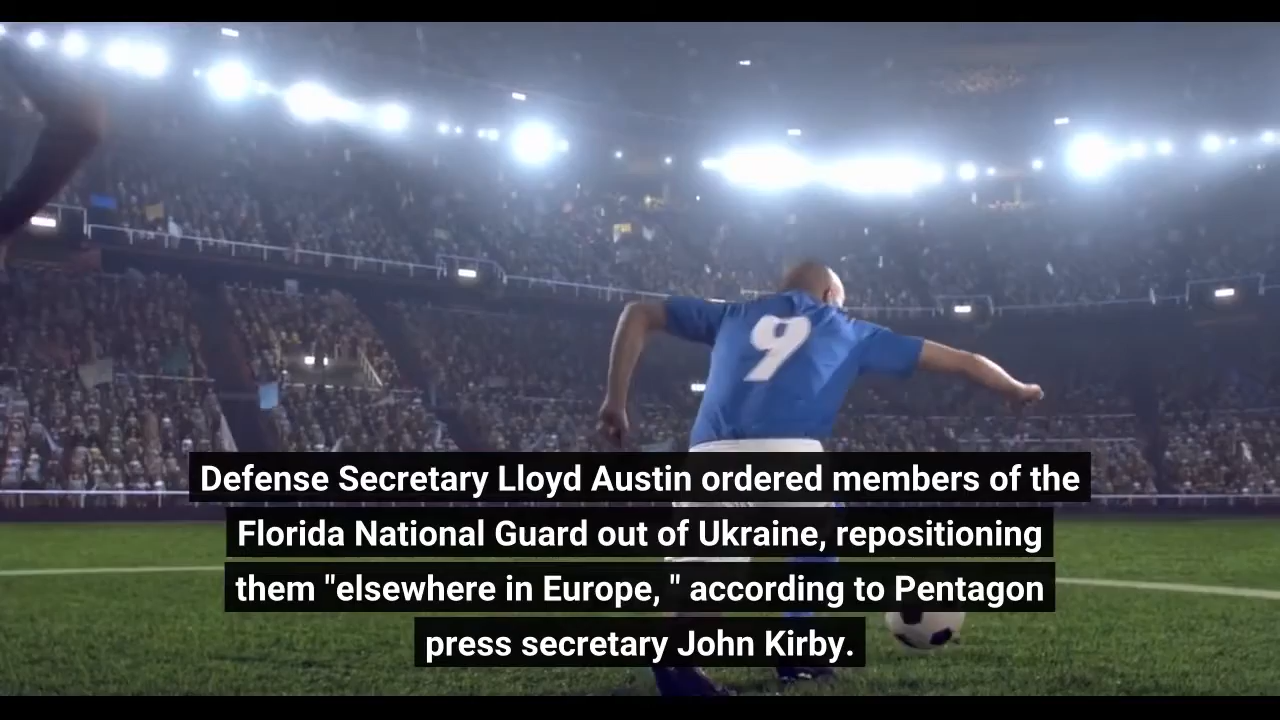 9
Defense Secretary Lloyd Austin ordered members of the
Florida National Guard out of Ukraine, repositioning
them "elsewhere in Europe, " according to Pentagon
press secretary John Kirby.